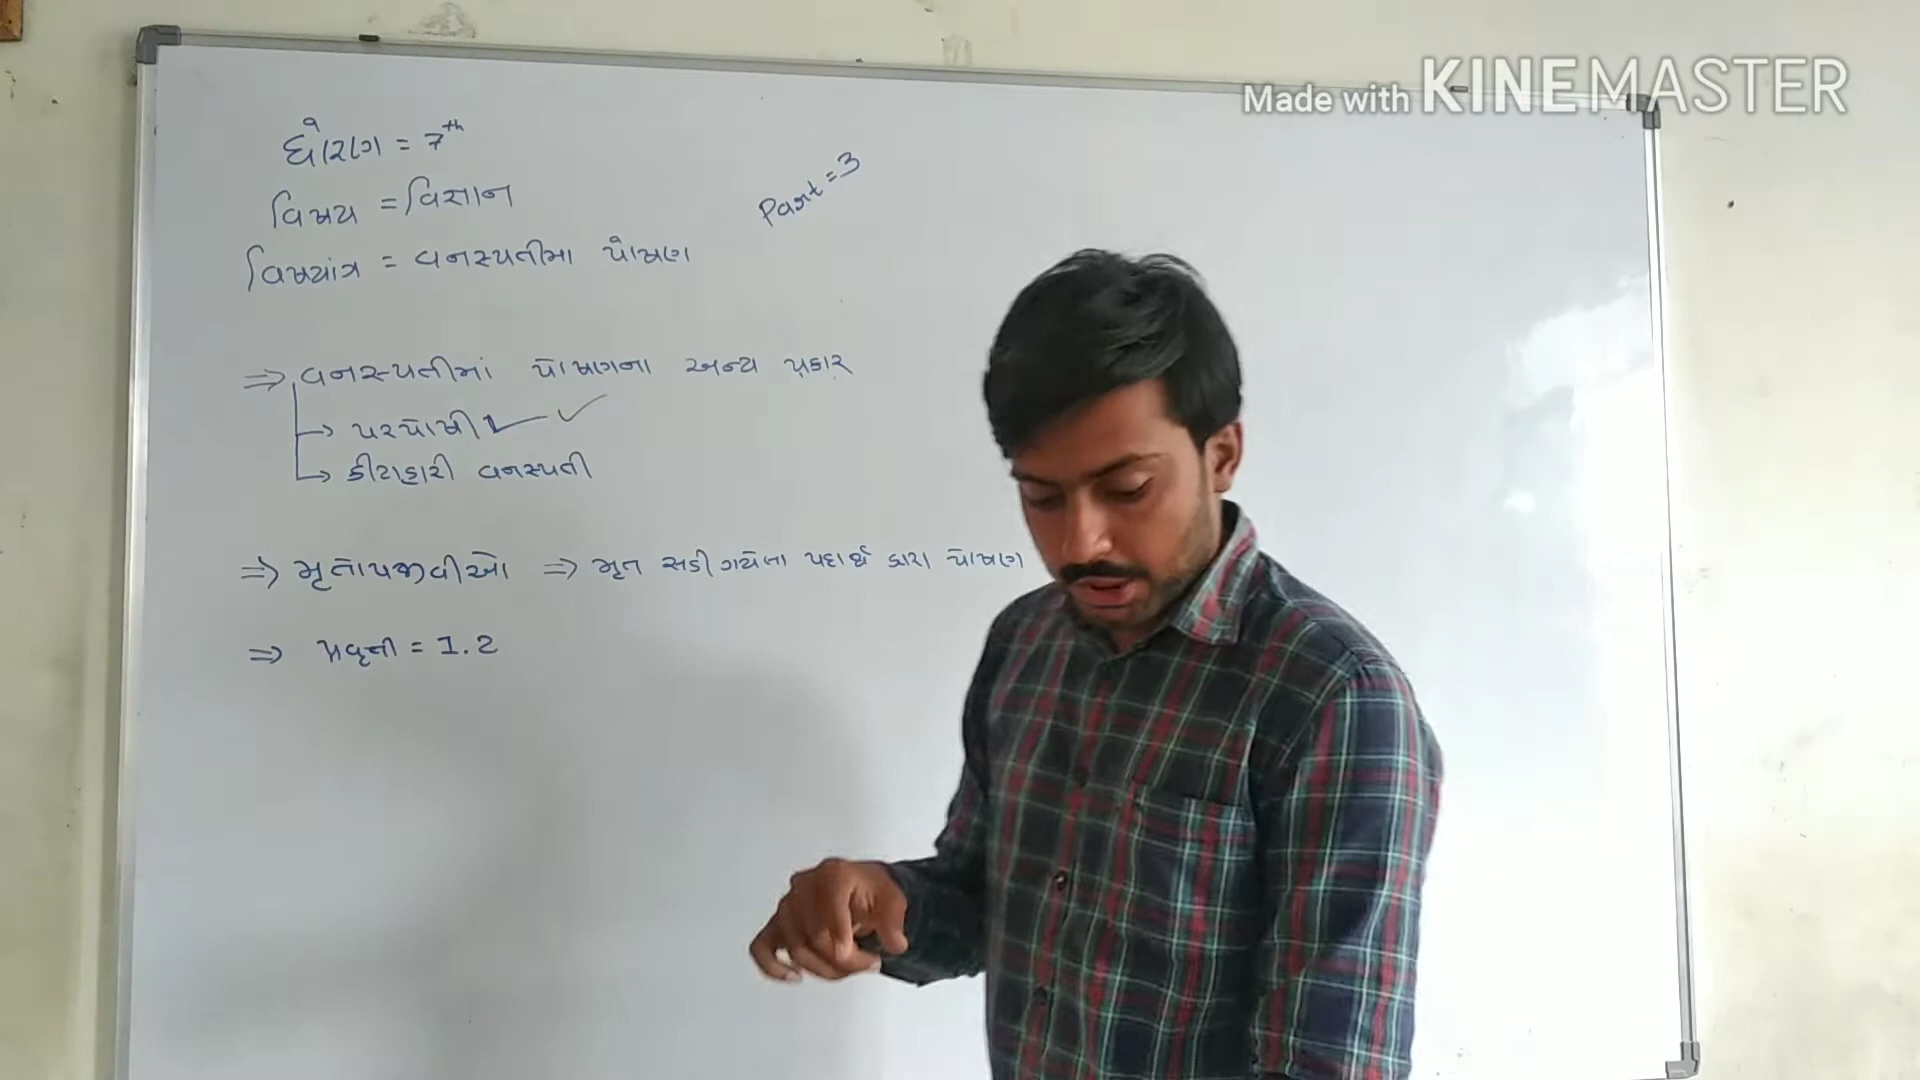 Made with KINEMASTER
ધોરણ = 7th
વિષય = વિજ્ઞાન
Part = 3
વિષયાંગ = વનસ્પતીમા પોષણ
⇒ વનસ્પતીમાં પોષણના અન્ય પ્રકાર
→ પરપોષી ✓
→ કીટાહારી વનસ્પતી
⇒ મૃતોપજીવીઓ ⇒ મૃત સડી ગયેલા પદાર્થ દ્વારા પોષણ
⇒ પ્રવૃત્તી = 1.2